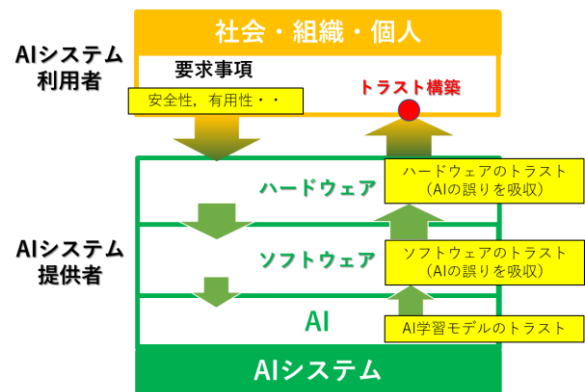 社会・組織・個人
AIシステム
利用者
要求事項
トラスト構築
安全性，有用性・・
ハードウェア
ハードウェアのトラスト
（AIの誤りを吸収）
AIシステム
提供者
ソフトウェア
ソフトウェアのトラスト
（AIの誤りを吸収）
AI
AI学習モデルのトラスト
AIシステム